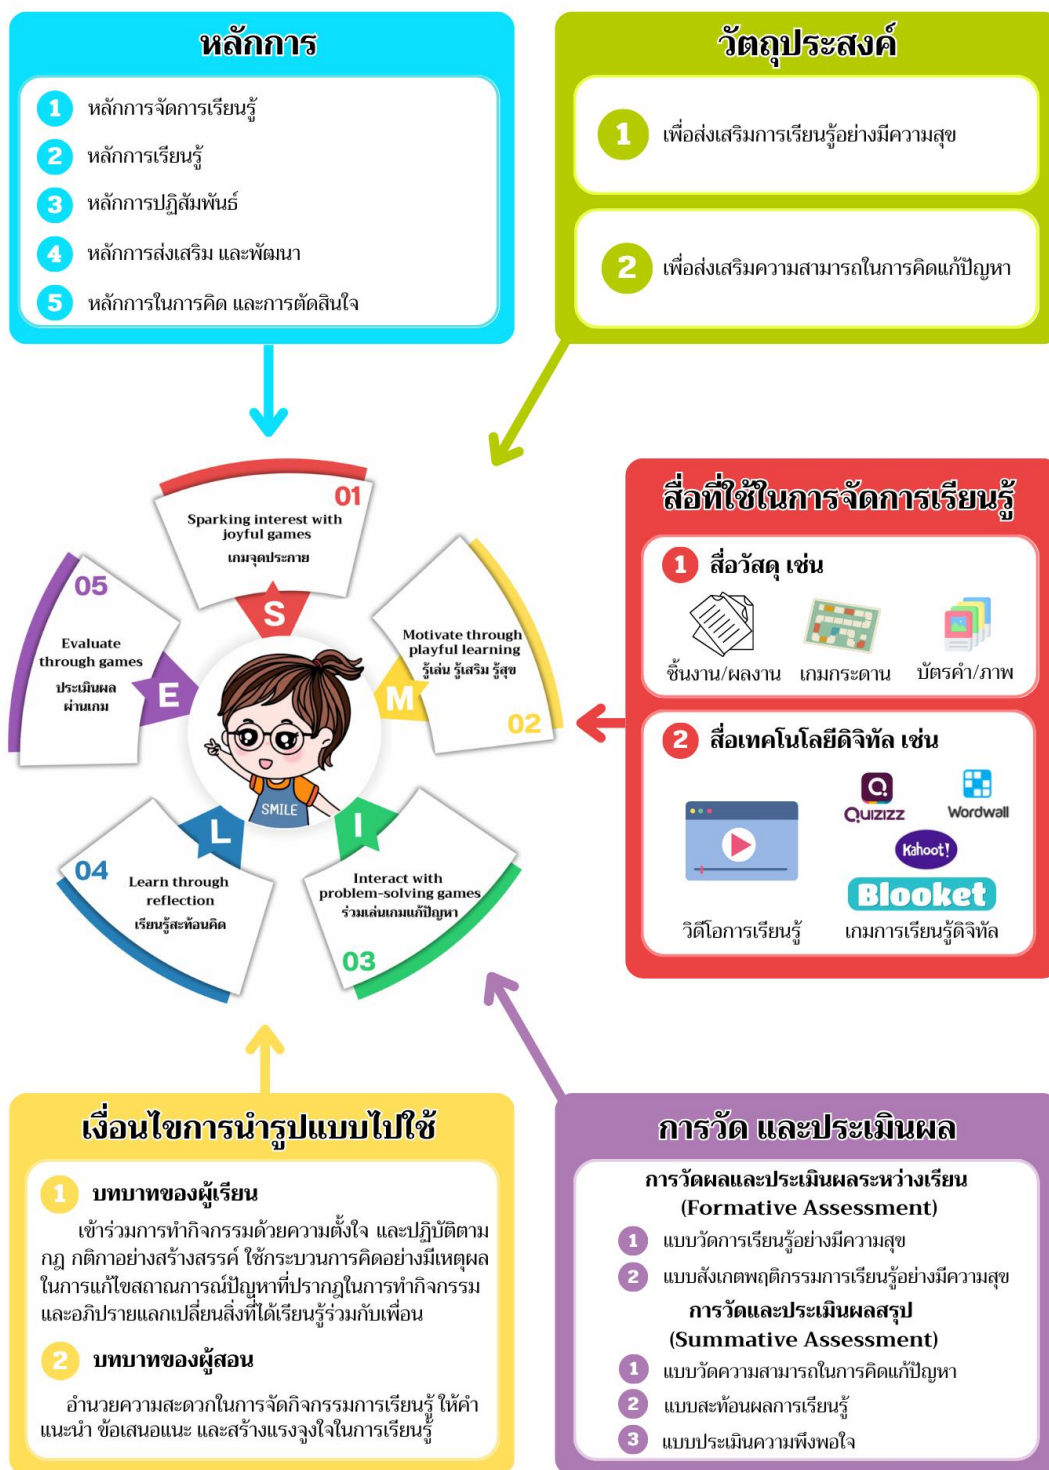 หลักการ
1 หลักการจัดการเรียนรู้
2 หลักการเรียนรู้
3 หลักการปฏิสัมพันธ์
4 หลักการส่งเสริม และพัฒนา
5 หลักการในการคิด และการตัดสินใจ
วัตถุประสงค์
1 เพื่อส่งเสริมการเรียนรู้อย่างมีความสุข
2 เพื่อส่งเสริมความสามารถในการคิดแก้ปัญหา
01
Sparking interest with
joyful games
เกมจุดประกาย
S
Motivate through
playful learning
รู้เล่น รู้เสริม รู้สุข
M
02
I
Interact with
problem-solving games
ร่วมเล่นเกมแก้ปัญหา
03
L
04
Learn through
reflection
เรียนรู้สะท้อนคิด
05
Evaluate
through games
ประเมินผล
ผ่านเกม
E
SMILE
สื่อที่ใช้ในการจัดการเรียนรู้
1 สื่อวัสดุ เช่น
ชิ้นงาน/ผลงาน เกมกระดาน บัตรคำ/ภาพ
2 สื่อเทคโนโลยีดิจิทัล เช่น
Quizizz
Wordwall
Kahoot!
Blooket
วิดีโอการเรียนรู้ เกมการเรียนรู้ดิจิทัล
เงื่อนไขการนำรูปแบบไปใช้
1 บทบาทของผู้เรียน
เข้าร่วมการทำกิจกรรมด้วยความตั้งใจ และปฏิบัติตาม
กฎ กติกาอย่างสร้างสรรค์ ใช้กระบวนการคิดอย่างมีเหตุผล
ในการแก้ไขสถาณการณ์ปัญหาที่ปรากฎในการทำกิจกรรม
และอภิปรายแลกเปลี่ยนสิ่งที่ได้เรียนรู้ร่วมกับเพื่อน
2 บทบาทของผู้สอน
อำนวยความสะดวกในการจัดกิจกรรมการเรียนรู้ ให้คำ
แนะนำ ข้อเสนอแนะ และสร้างแรงจูงใจในการเรียนรู้
การวัด และประเมินผล
การวัดผลและประเมินผลระหว่างเรียน
(Formative Assessment)
1 แบบวัดการเรียนรู้อย่างมีความสุข
2 แบบสังเกตพฤติกรรมการเรียนรู้อย่างมีความสุข
การวัดและประเมินผลสรุป
(Summative Assessment)
1 แบบวัดความสามารถในการคิดแก้ปัญหา
2 แบบสะท้อนผลการเรียนรู้
3 แบบประเมินความพึงพอใจ